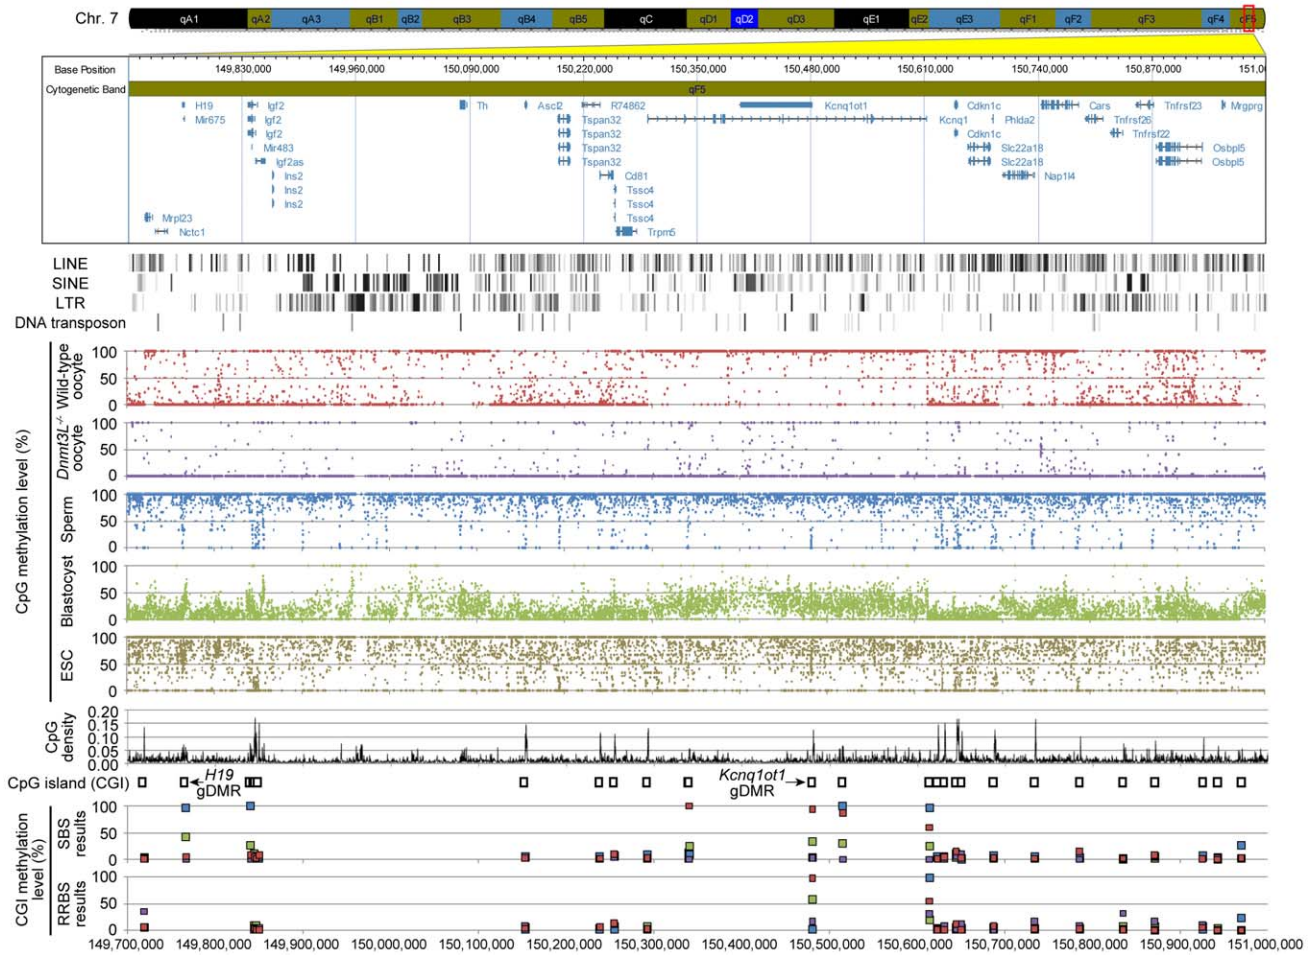 Chr. 7 qA1 qA2 qA3 qB1 qB2 qB3 qB4 qB5 qC qD1 qD2 qD3 qE1 qE2 qE3 qF1 qF2 qF3 qF4 qF5
Base Position 149,830,000 149,960,000 150,090,000 150,220,000 150,350,000 150,480,000 150,610,000 150,740,000 150,870,000 151,0
Cytogenetic Band qF5
H19 Igf2 Th Ascl2 R74862 Kcnq1ot1 Cdkn1c Cars Tnfrsf23 Mrgprg
Mir675 Igf2 Tspan32 Kcnq1 Phlda2 Tnfrsf26
Igf2 Tspan32 Cdkn1c Tnfrsf22
Mir483 Tspan32 Slc22a18 Osbpl5
Igf2as Tspan32 Slc22a18 Osbpl5
Ins2 Cd81 Nap1l4
Ins2 Tsso4
Ins2 Tsso4
Mrpl23 Tsso4
Nctc1 Trpm5
LINE
SINE
LTR
DNA transposon
CpG methylation level (%)
Wild-type oocyte
100
50
0
Dnmt3L-/- oocyte
100
50
0
Sperm
100
50
0
Blastocyst
100
50
0
ESC
100
50
0
CpG density
0.20
0.15
0.10
0.05
0.00
CpG island (CGI) H19 gDMR Kcnq1ot1 gDMR
CGI methylation level (%)
SBS results
100
50
0
RRBS results
100
50
0
149,700,000 149,800,000 149,900,000 150,000,000 150,100,000 150,200,000 150,300,000 150,400,000 150,500,000 150,600,000 150,700,000 150,800,000 150,900,000 151,000,000